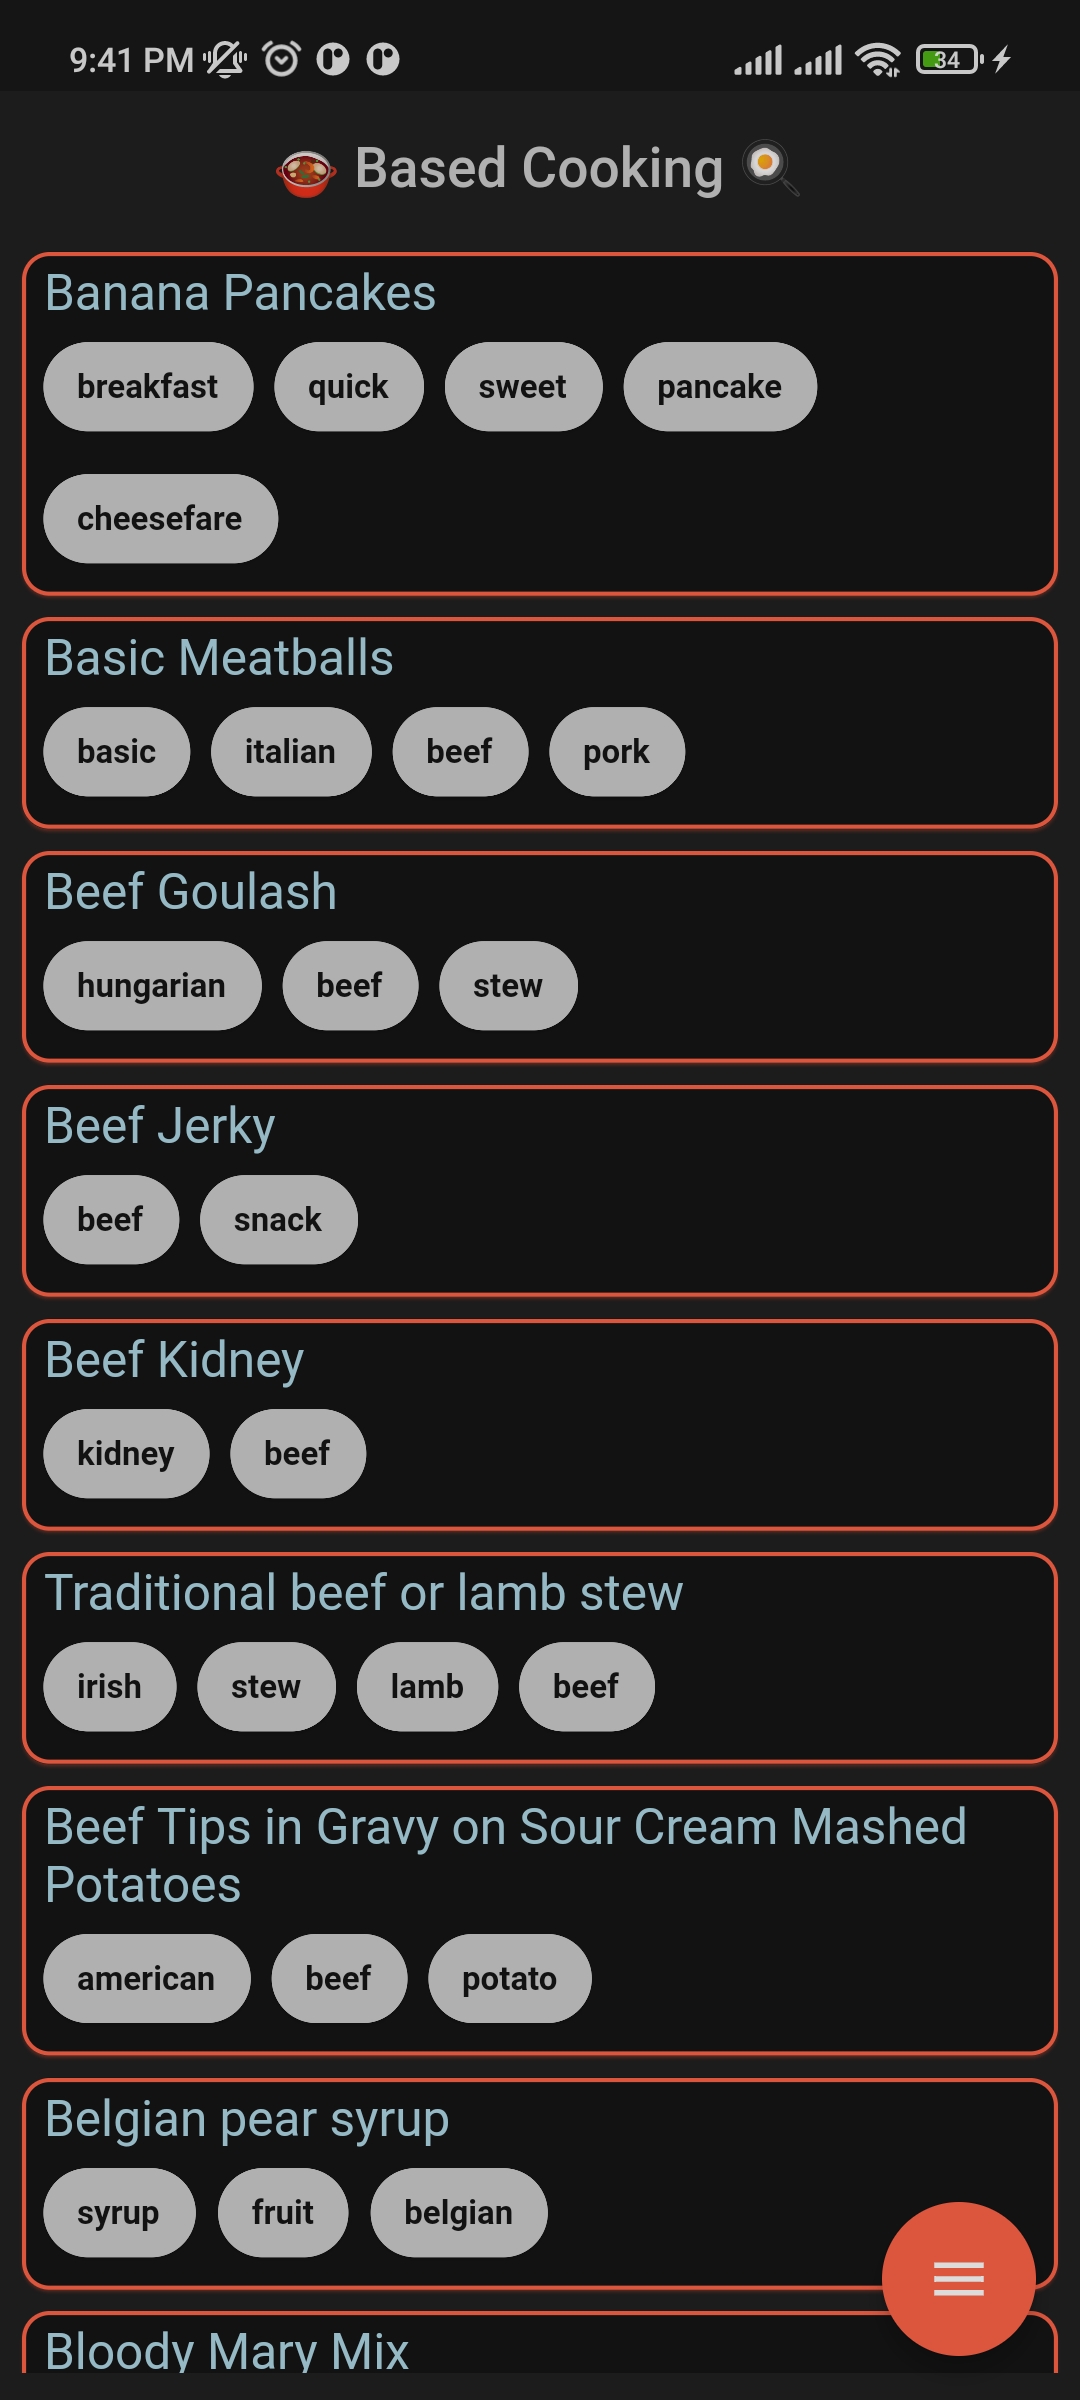 9:41 PM 34
Based Cooking
Banana Pancakes
breakfast quick sweet pancake
cheesefare
Basic Meatballs
basic italian beef pork
Beef Goulash
hungarian beef stew
Beef Jerky
beef snack
Beef Kidney
kidney beef
Traditional beef or lamb stew
irish stew lamb beef
Beef Tips in Gravy on Sour Cream Mashed
Potatoes
american beef potato
Belgian pear syrup
syrup fruit belgian
Bloody Mary Mix